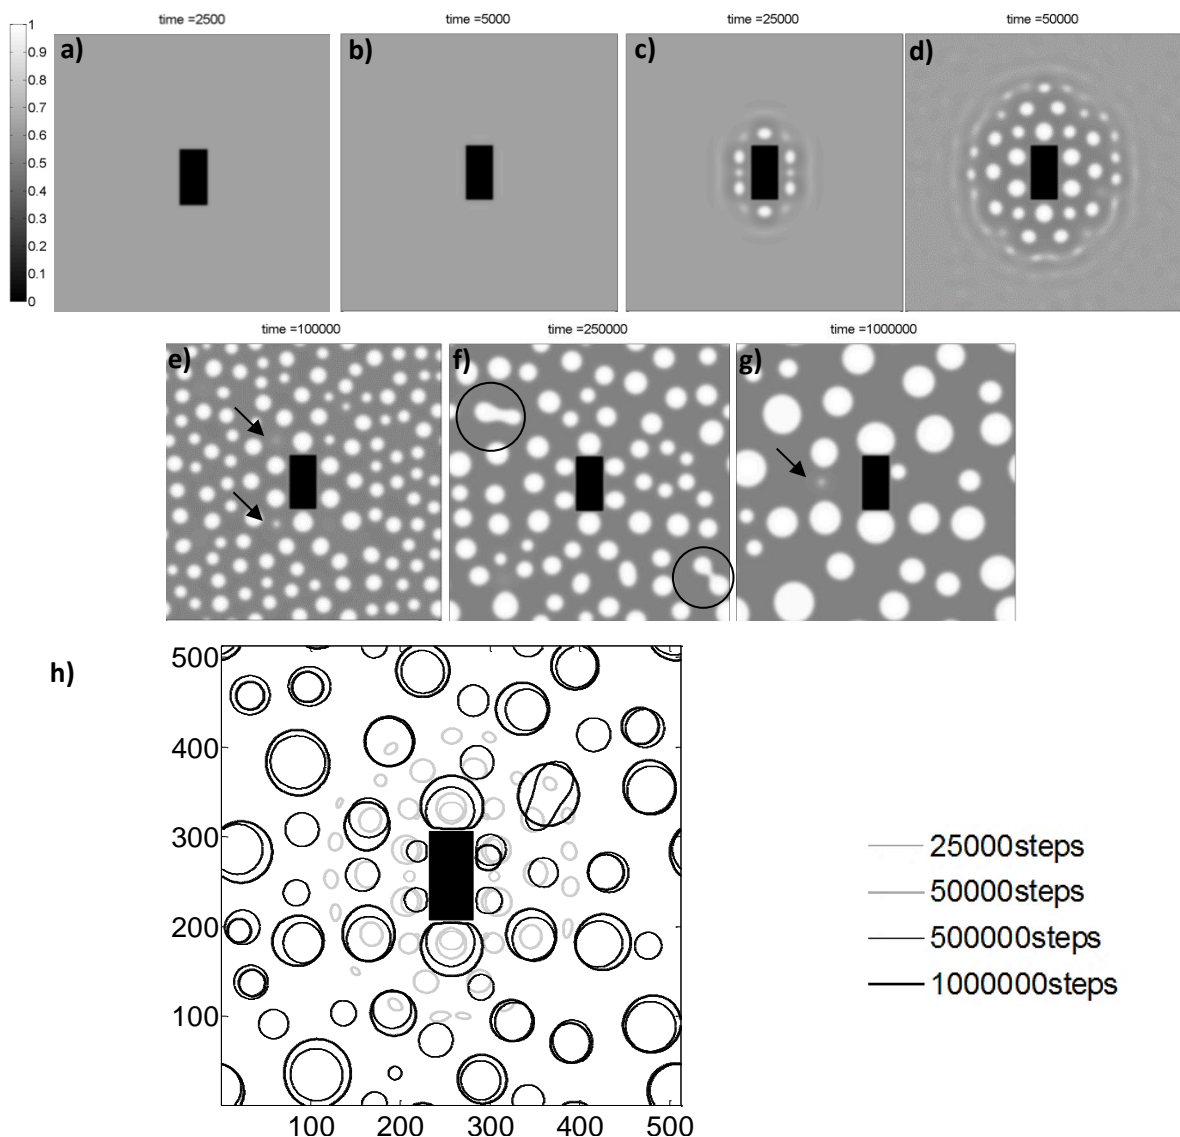 time =2500
time =5000
time =25000
time =50000
a)
b)
c)
d)
1
0.9
0.8
0.7
0.6
0.5
0.4
0.3
0.2
0.1
0
time =100000
time =250000
time =1000000
e)
f)
g)
h)
500
400
300
200
100
100
200
300
400
500
25000steps
50000steps
500000steps
1000000steps